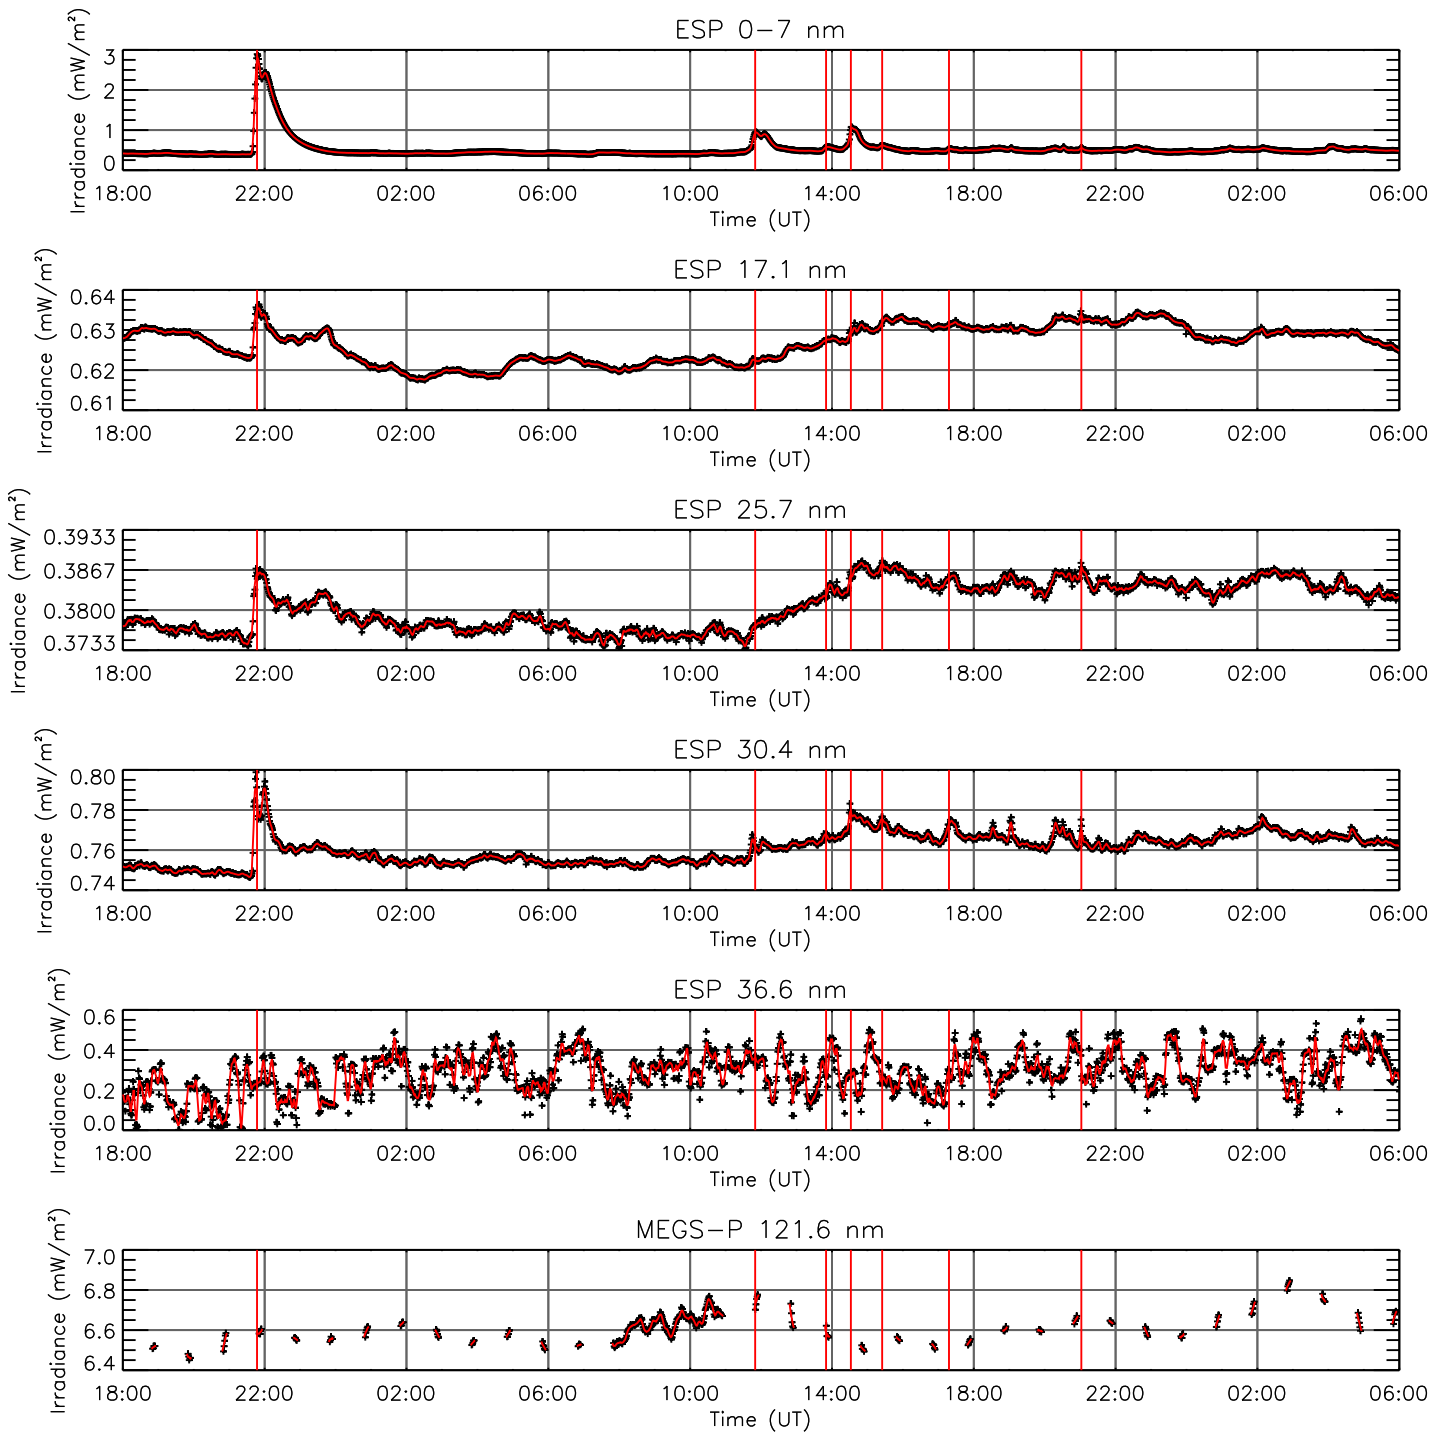 ESP 0-7 nm
Irradiance (mW/m²)
3
2
1
0
18:00 22:00 02:00 06:00 10:00 14:00 18:00 22:00 02:00 06:00
Time (UT)
ESP 17.1 nm
Irradiance (mW/m²)
0.64
0.63
0.62
0.61
18:00 22:00 02:00 06:00 10:00 14:00 18:00 22:00 02:00 06:00
Time (UT)
ESP 25.7 nm
Irradiance (mW/m²)
0.3933
0.3867
0.3800
0.3733
18:00 22:00 02:00 06:00 10:00 14:00 18:00 22:00 02:00 06:00
Time (UT)
ESP 30.4 nm
Irradiance (mW/m²)
0.80
0.78
0.76
0.74
18:00 22:00 02:00 06:00 10:00 14:00 18:00 22:00 02:00 06:00
Time (UT)
ESP 36.6 nm
Irradiance (mW/m²)
0.6
0.4
0.2
0.0
18:00 22:00 02:00 06:00 10:00 14:00 18:00 22:00 02:00 06:00
Time (UT)
MEGS-P 121.6 nm
Irradiance (mW/m²)
7.0
6.8
6.6
6.4
18:00 22:00 02:00 06:00 10:00 14:00 18:00 22:00 02:00 06:00
Time (UT)